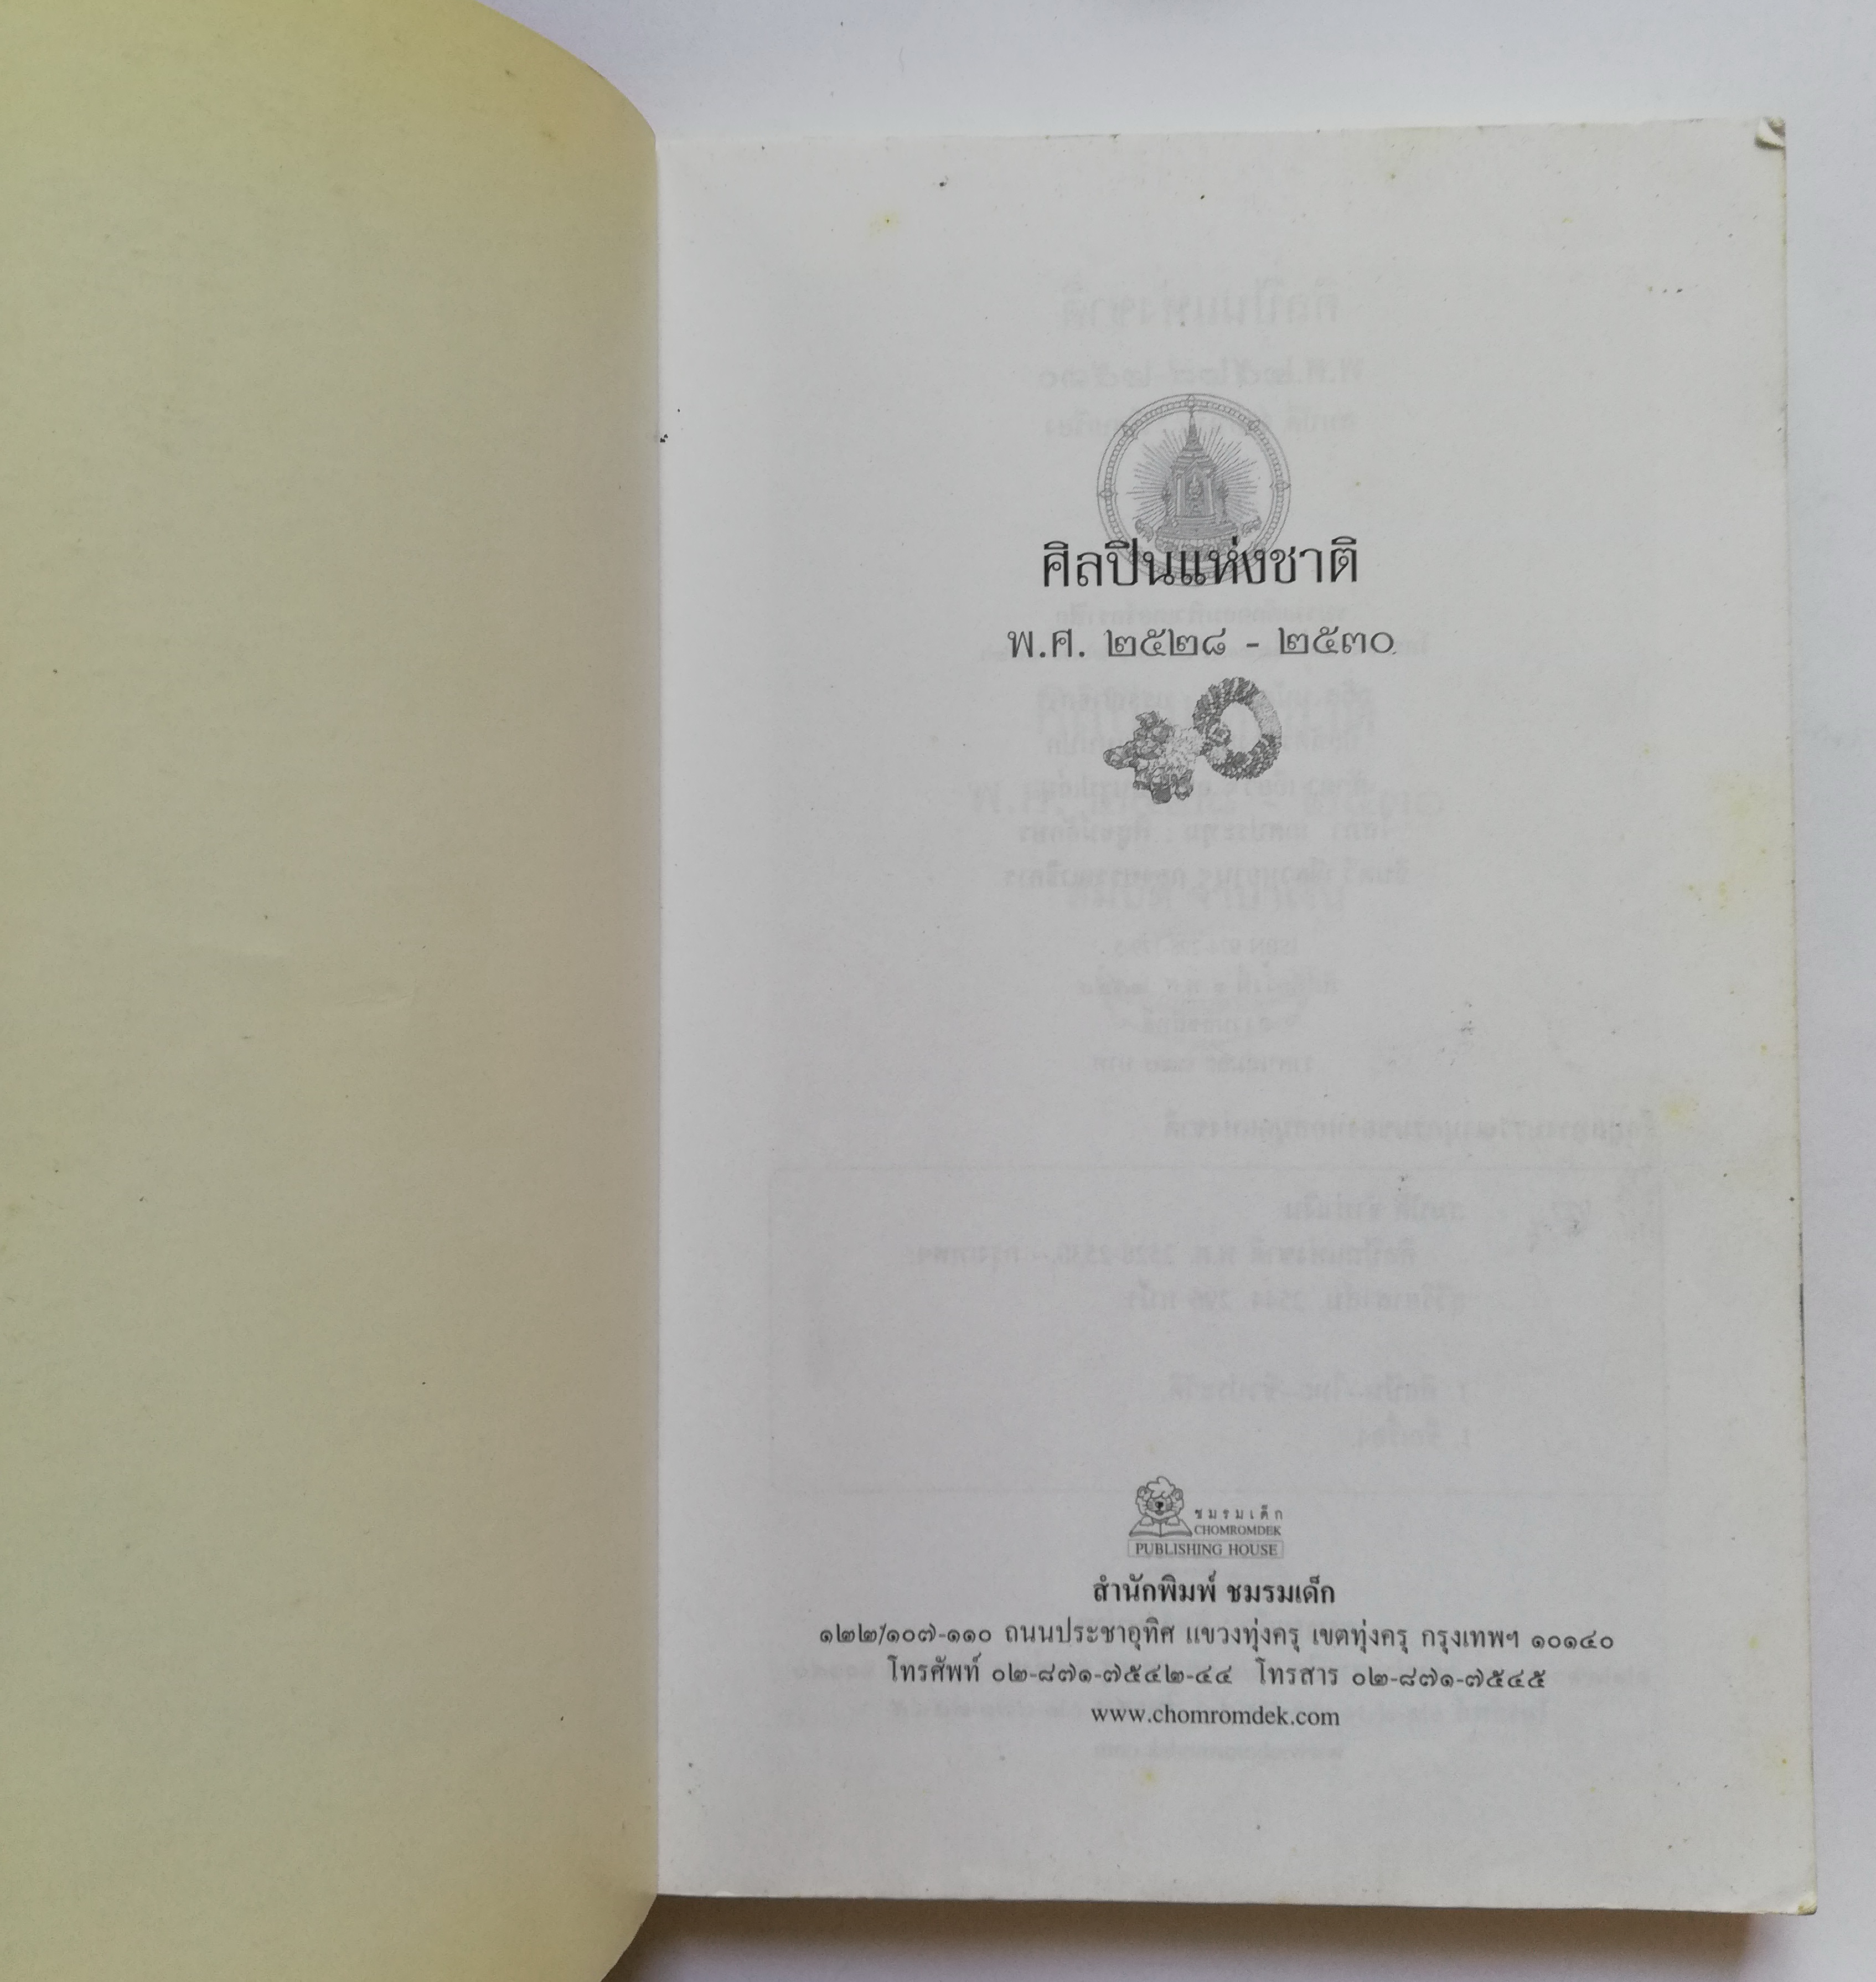 ศิลปินแห่งชาติ
พ.ศ. ๒๕๒๘ - ๒๕๓๐
ชมรมเด็ก
CHOMROMDEK
PUBLISHING HOUSE
สำนักพิมพ์ ชมรมเด็ก
๑๒๒/๑๐๗-๑๑๐ ถนนประชาอุทิศ แขวงทุ่งครุ เขตทุ่งครุ กรุงเทพฯ ๑๐๑๔๐
โทรศัพท์ ๐๒-๘๗๑-๗๕๔๒-๔๔ โทรสาร ๐๒-๘๗๑-๗๕๔๕
www.chomromdek.com